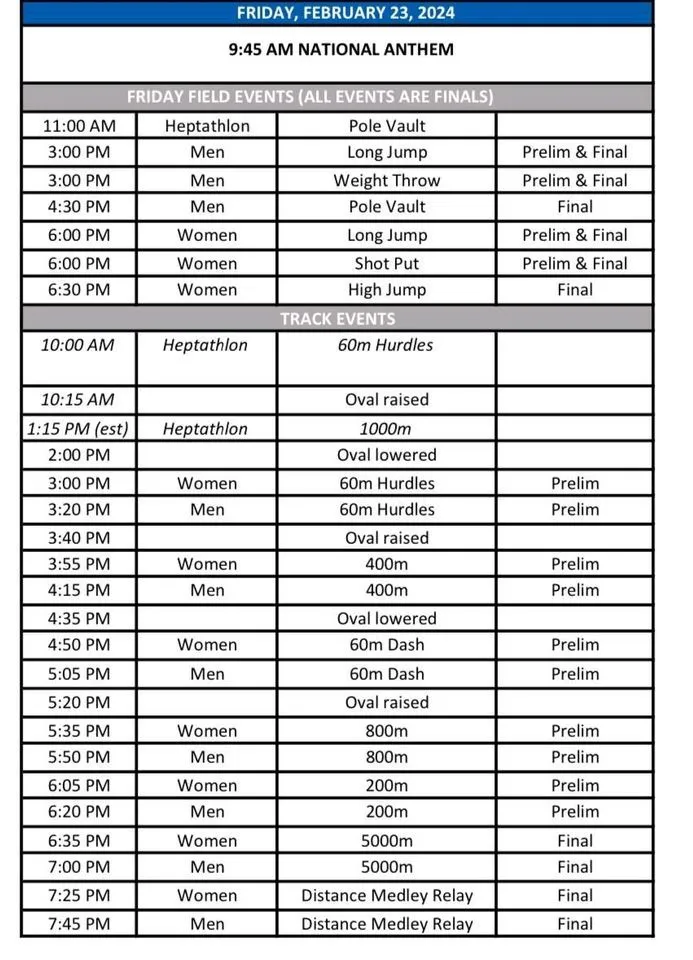 FRIDAY, FEBRUARY 23, 2024
9:45 AM NATIONAL ANTHEM
FRIDAY FIELD EVENTS (ALL EVENTS ARE FINALS)
11:00 AM Heptathlon Pole Vault
3:00 PM Men Long Jump Prelim & Final
3:00 PM Men Weight Throw Prelim & Final
4:30 PM Men Pole Vault Final
6:00 PM Women Long Jump Prelim & Final
6:00 PM Women Shot Put Prelim & Final
6:30 PM Women High Jump Final
TRACK EVENTS
10:00 AM Heptathlon 60m Hurdles
10:15 AM Oval raised
1:15 PM (est) Heptathlon 1000m
2:00 PM Oval lowered
3:00 PM Women 60m Hurdles Prelim
3:20 PM Men 60m Hurdles Prelim
3:40 PM Oval raised
3:55 PM Women 400m Prelim
4:15 PM Men 400m Prelim
4:35 PM Oval lowered
4:50 PM Women 60m Dash Prelim
5:05 PM Men 60m Dash Prelim
5:20 PM Oval raised
5:35 PM Women 800m Prelim
5:50 PM Men 800m Prelim
6:05 PM Women 200m Prelim
6:20 PM Men 200m Prelim
6:35 PM Women 5000m Final
7:00 PM Men 5000m Final
7:25 PM Women Distance Medley Relay Final
7:45 PM Men Distance Medley Relay Final